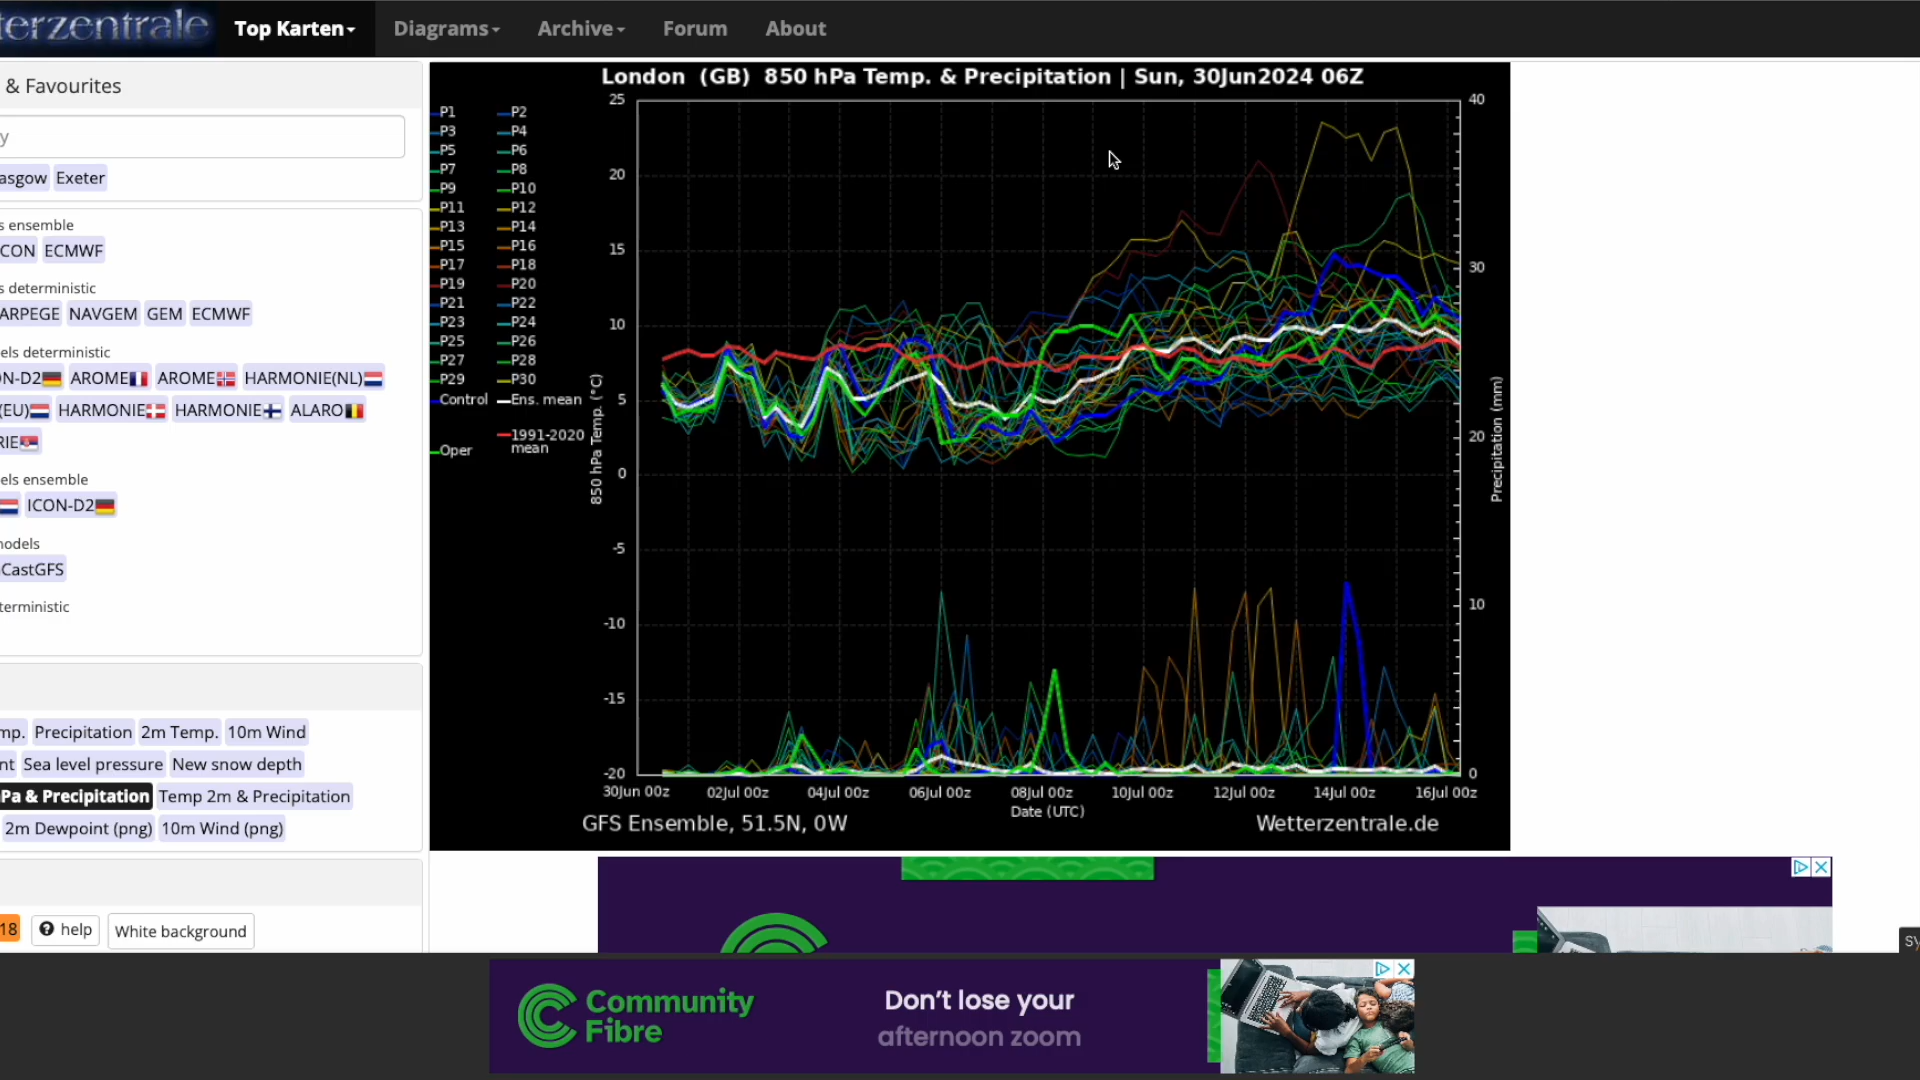 terzentrale Top Karten Diagrams Archive Forum About
& Favourites
y
asgow Exeter
s ensemble
CON ECMWF
s deterministic
ARPEGE NAVGEM GEM ECMWF
els deterministic
N-D2 AROME AROME HARMONIE(NL)
(EU) HARMONIE HARMONIE ALARO
RIE
els ensemble
ICON-D2
nodels
CastGFS
terministic
mp. Precipitation 2m Temp. 10m Wind
nt Sea level pressure New snow depth
Pa & Precipitation Temp 2m & Precipitation
2m Dewpoint (png) 10m Wind (png)
18 help White background
London (GB) 850 hPa Temp. & Precipitation | Sun, 30Jun2024 06Z
P1 P2
P3 P4
P5 P6
P7 P8
P9 P10
P11 P12
P13 P14
P15 P16
P17 P18
P19 P20
P21 P22
P23 P24
P25 P26
P27 P28
P29 P30
Control Ens. mean
1991-2020
mean
Oper
850 hPa Temp. (°C)
25
20
15
10
5
0
-5
-10
-15
-20
40
30
20
10
0
Precipitation (mm)
30Jun 00z 02Jul 00z 04Jul 00z 06Jul 00z 08Jul 00z 10Jul 00z 12Jul 00z 14Jul 00z 16Jul 00z
Date (UTC)
GFS Ensemble, 51.5N, 0W Wetterzentrale.de
sy
Community
Fibre
Don't lose your
afternoon zoom